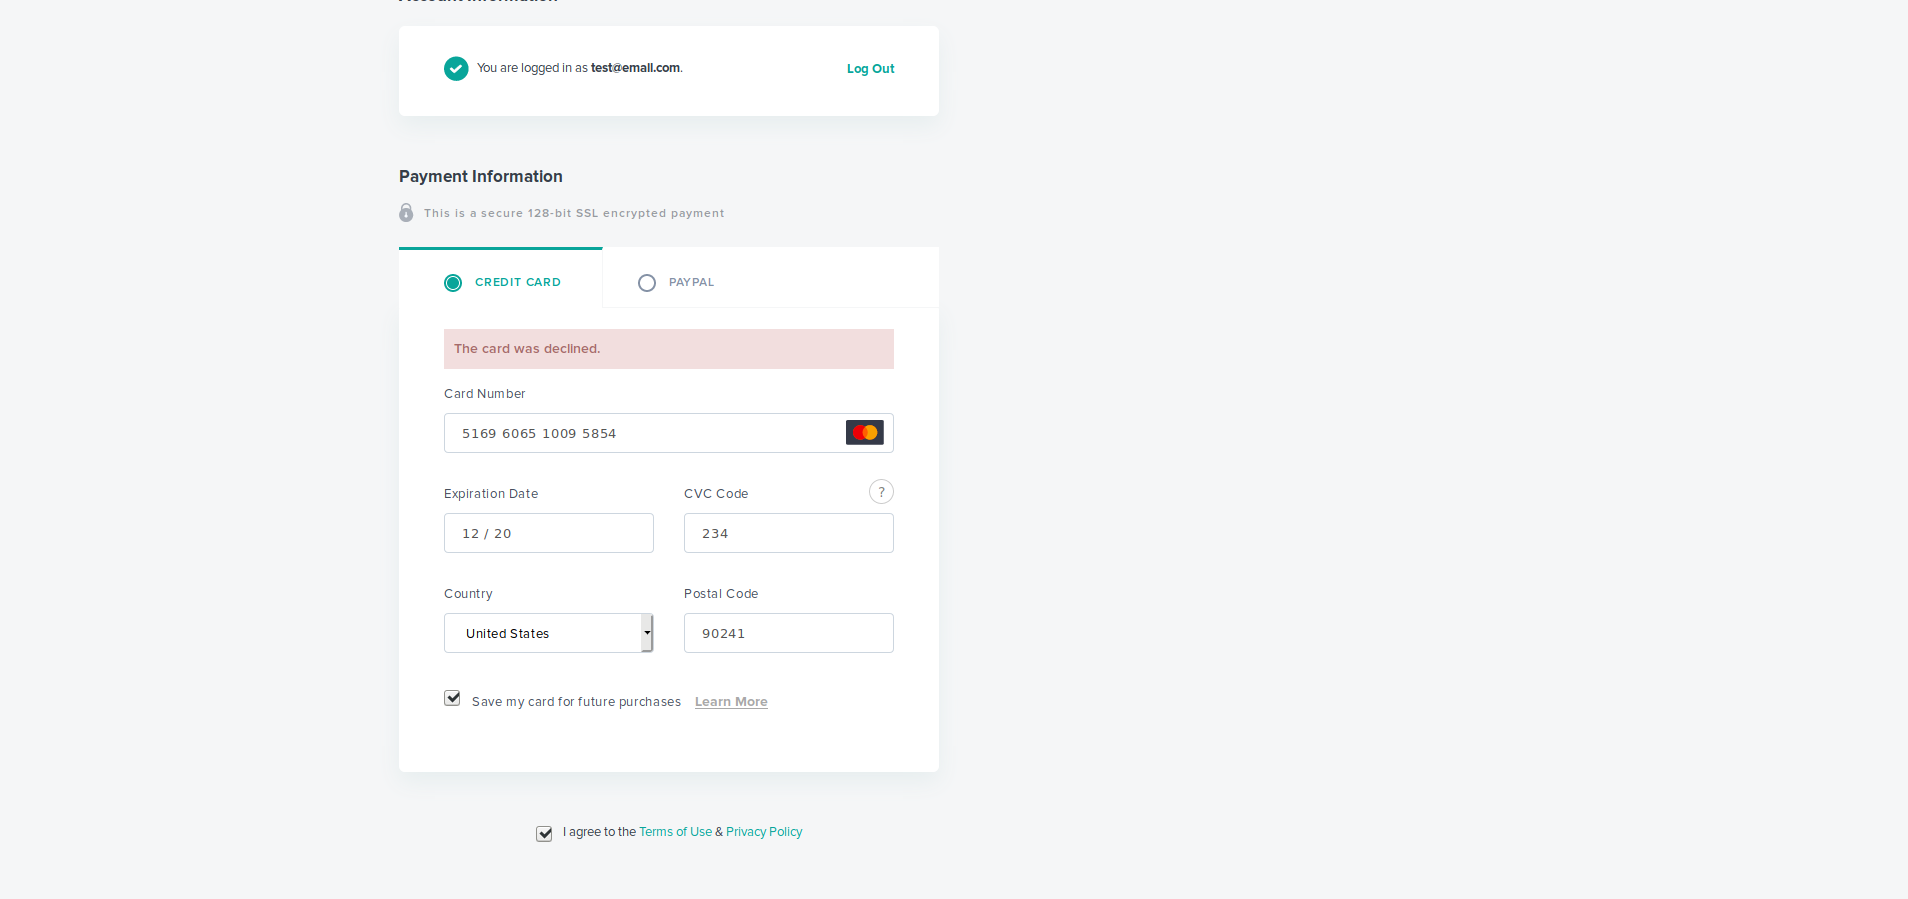 You are logged in as test@email.com.
Log Out
Payment Information
This is a secure 128-bit SSL encrypted payment
CREDIT CARD
PAYPAL
The card was declined.
Card Number
5169 6065 1009 5854
Expiration Date
CVC Code
?
12 / 20
234
Country
Postal Code
United States
90241
Save my card for future purchases Learn More
I agree to the Terms of Use & Privacy Policy